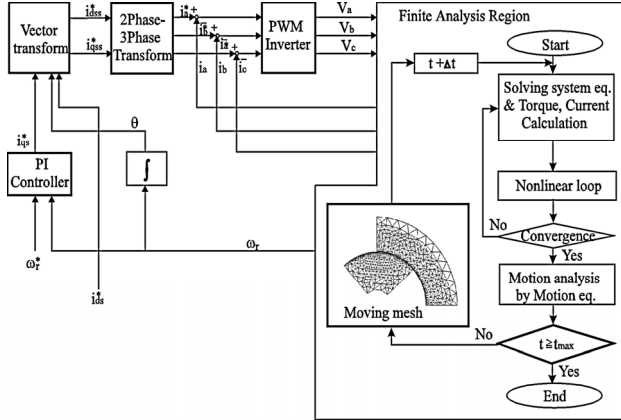 Finite Analysis Region
Start
t+Δt
Solving system eq.
& Torque, Current
Calculation
Nonlinear loop
No
Convergence
Yes
Motion analysis
by Motion eq.
No
t≧tmax
Yes
End
Moving mesh
Vector
transform
i*dss
i*qss
2Phase-
3Phase
Transform
i*a +
i*b +
i*c +
ia
ib
ic
PWM
Inverter
Va
Vb
Vc
θ
i*qs
PI
Controller
∫
ωr
ω*r
i*ds